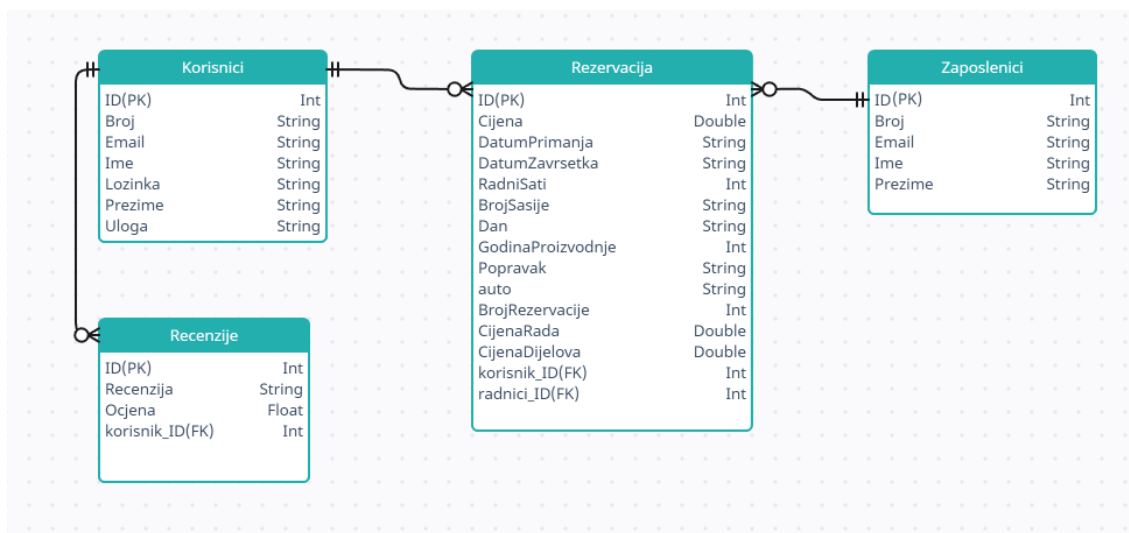 Korisnici
ID(PK) Int
Broj String
Email String
Ime String
Lozinka String
Prezime String
Uloga String
Rezervacija
ID(PK) Int
Cijena Double
DatumPrimanja String
DatumZavrsetka String
RadniSati Int
BrojSasije String
Dan String
GodinaProizvodnje Int
Popravak String
auto String
BrojRezervacije Int
CijenaRada Double
CijenaDijelova Double
korisnik_ID(FK) Int
radnici_ID(FK) Int
Zaposlenici
ID(PK) Int
Broj String
Email String
Ime String
Prezime String
Recenzije
ID(PK) Int
Recenzija String
Ocjena Float
korisnik_ID(FK) Int